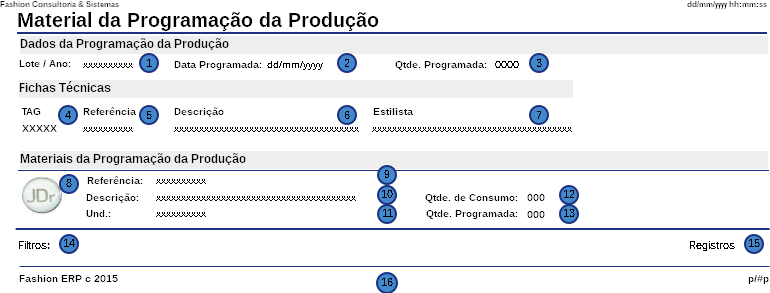 Fashion Consultoria & Sistemas dd/mm/yyyy hh:mm:ss
Material da Programação da Produção
Dados da Programação da Produção
Lote / Ano: xxxxxxxxxx 1 Data Programada: dd/mm/yyyy 2 Qtde. Programada: 0000 3
Fichas Técnicas
TAG 4 Referência 5 Descrição 6 Estilista 7
XXXXX xxxxxxxxxx xxxxxxxxxxxxxxxxxxxxxxxxxxxxxxxxxxxxx xxxxxxxxxxxxxxxxxxxxxxxxxxxxxxxxxxxxxxxx
Materiais da Programação da Produção
JDr 8 Referência: xxxxxxxxxx 9
Descrição: xxxxxxxxxxxxxxxxxxxxxxxxxxxxxxxxxxxxxxxx 10 Qtde. de Consumo: 000 12
Und.: xxxxxxxxxx 11 Qtde. Programada: 000 13
Filtros: 14 Registros 15
Fashion ERP c 2015 16 p/#p